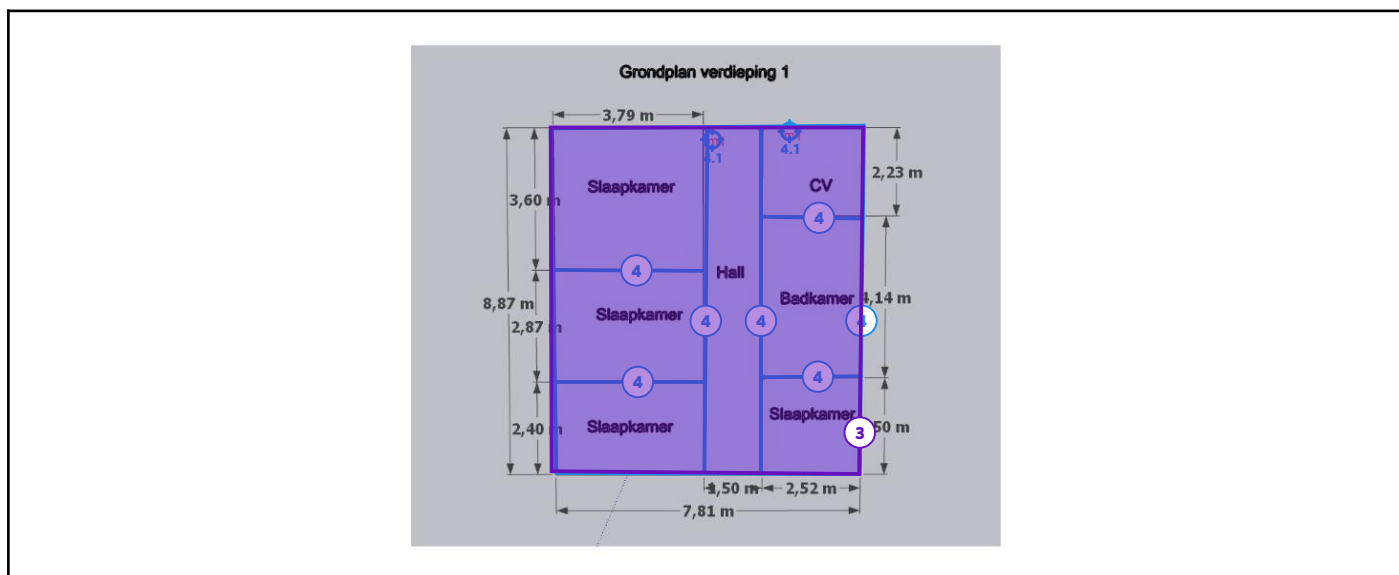 Grondplan verdieping 1
3,79 m
4.1
4.1
2,23 m
CV
Slaapkamer
3,60 m
4
4
Hall
Badkamer
4,14 m
8,87 m
2,87 m
Slaapkamer
4
4
4
4
4
Slaapkamer
Slaapkamer
2,40 m
3
50 m
1,50 m
2,52 m
7,81 m